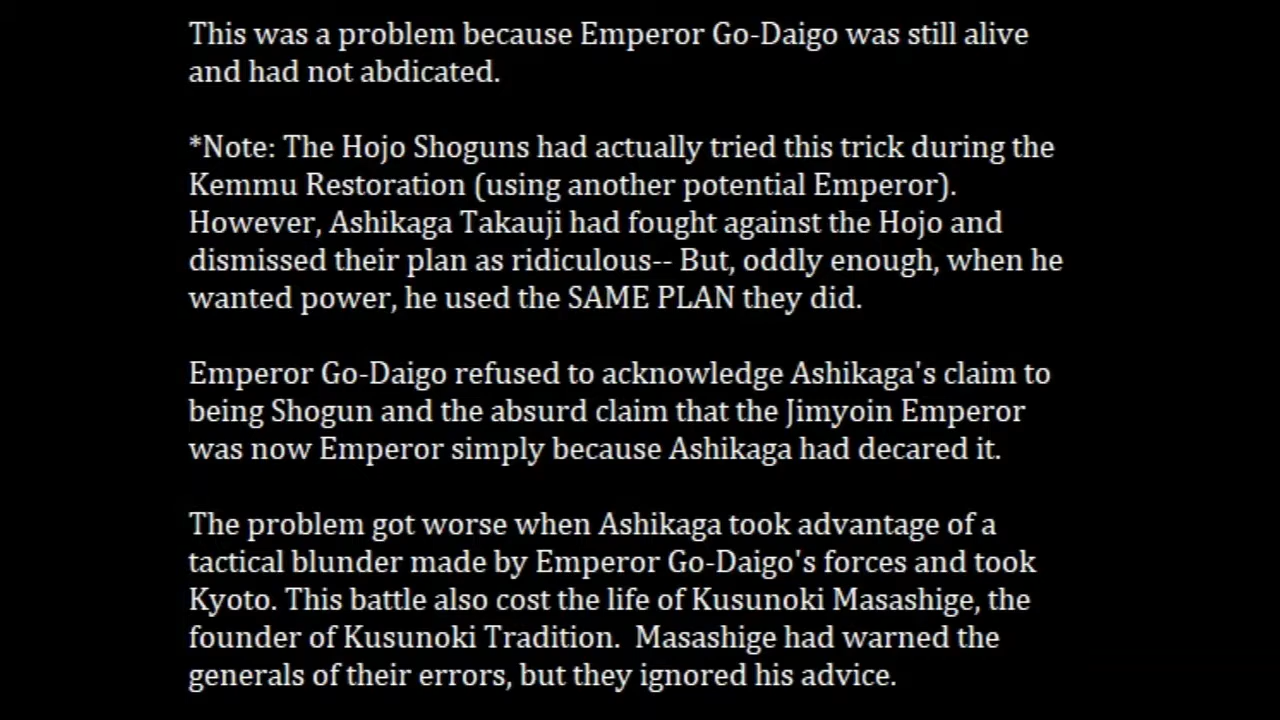 This was a problem because Emperor Go-Daigo was still alive
and had not abdicated.
*Note: The Hojo Shoguns had actually tried this trick during the
Kemmu Restoration (using another potential Emperor).
However, Ashikaga Takauji had fought against the Hojo and
dismissed their plan as ridiculous-- But, oddly enough, when he
wanted power, he used the SAME PLAN they did.
Emperor Go-Daigo refused to acknowledge Ashikaga's claim to
being Shogun and the absurd claim that the Jimyoin Emperor
was now Emperor simply because Ashikaga had decared it.
The problem got worse when Ashikaga took advantage of a
tactical blunder made by Emperor Go-Daigo's forces and took
Kyoto. This battle also cost the life of Kusunoki Masashige, the
founder of Kusunoki Tradition.  Masashige had warned the
generals of their errors, but they ignored his advice.